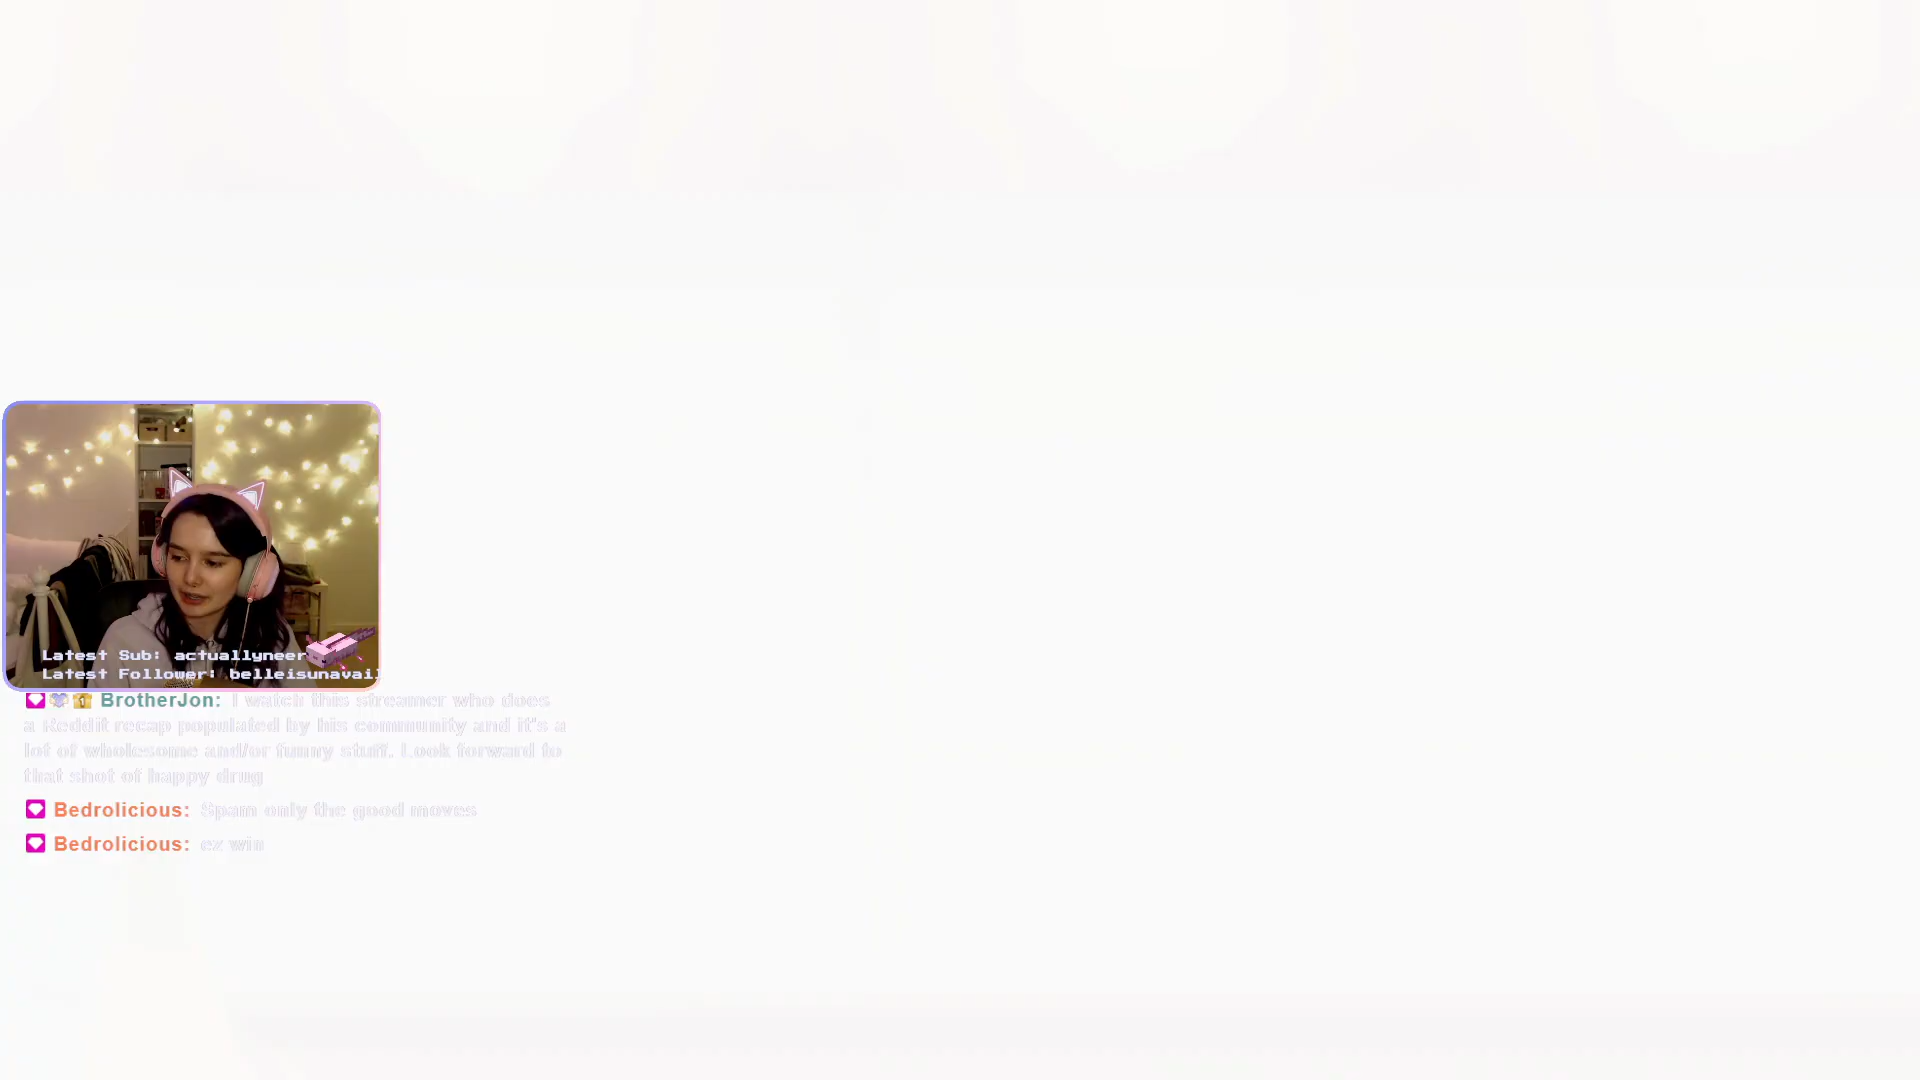 Latest Sub: actuallyneer
Latest Follower: belleisunavail
BrotherJon: I watch this streamer who does
a Reddit recap populated by his community and it's a
lot of wholesome and/or funny stuff. Look forward to
that shot of happy drug
Bedrolicious: Spam only the good moves
Bedrolicious: ez win